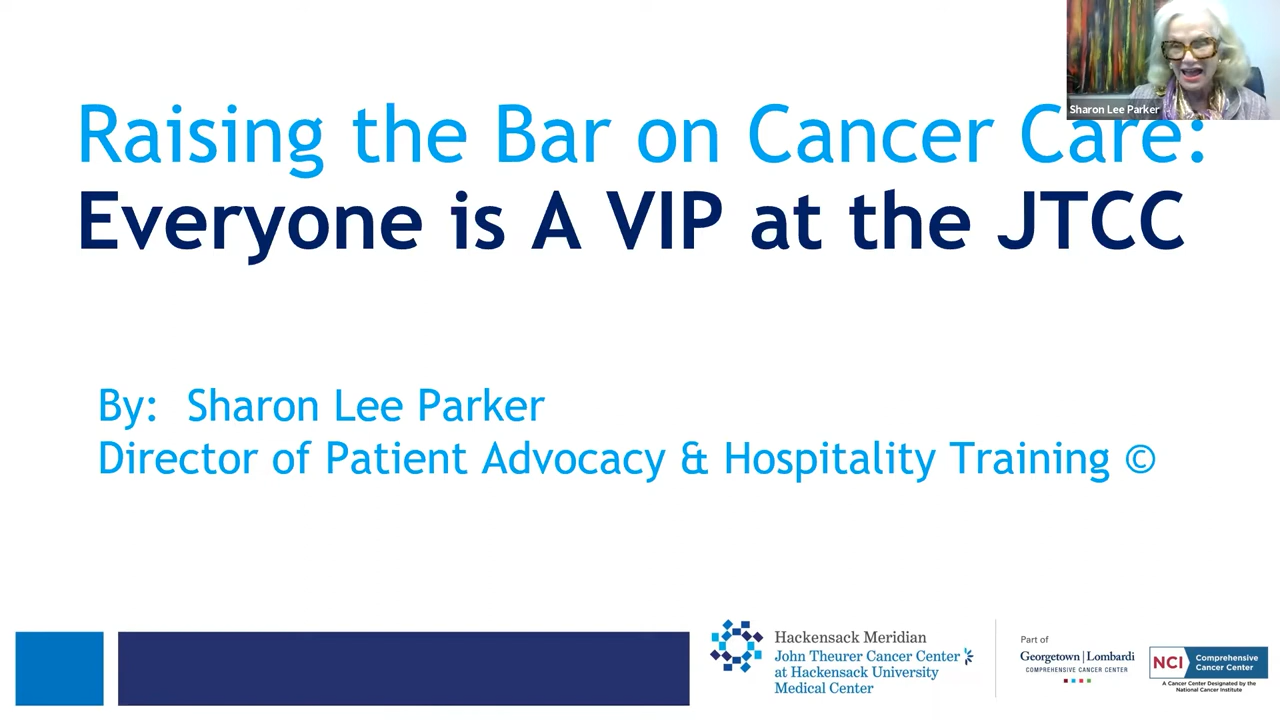 Sharon Lee Parker
Raising the Bar on Cancer Care:
Everyone is A VIP at the JTCC
By: Sharon Lee Parker
Director of Patient Advocacy & Hospitality Training ©
Hackensack Meridian
John Theurer Cancer Center
at Hackensack University
Medical Center
Part of
Georgetown | Lombardi
COMPREHENSIVE CANCER CENTER
NCI Comprehensive
Cancer Center
A Cancer Center Designated by the
National Cancer Institute